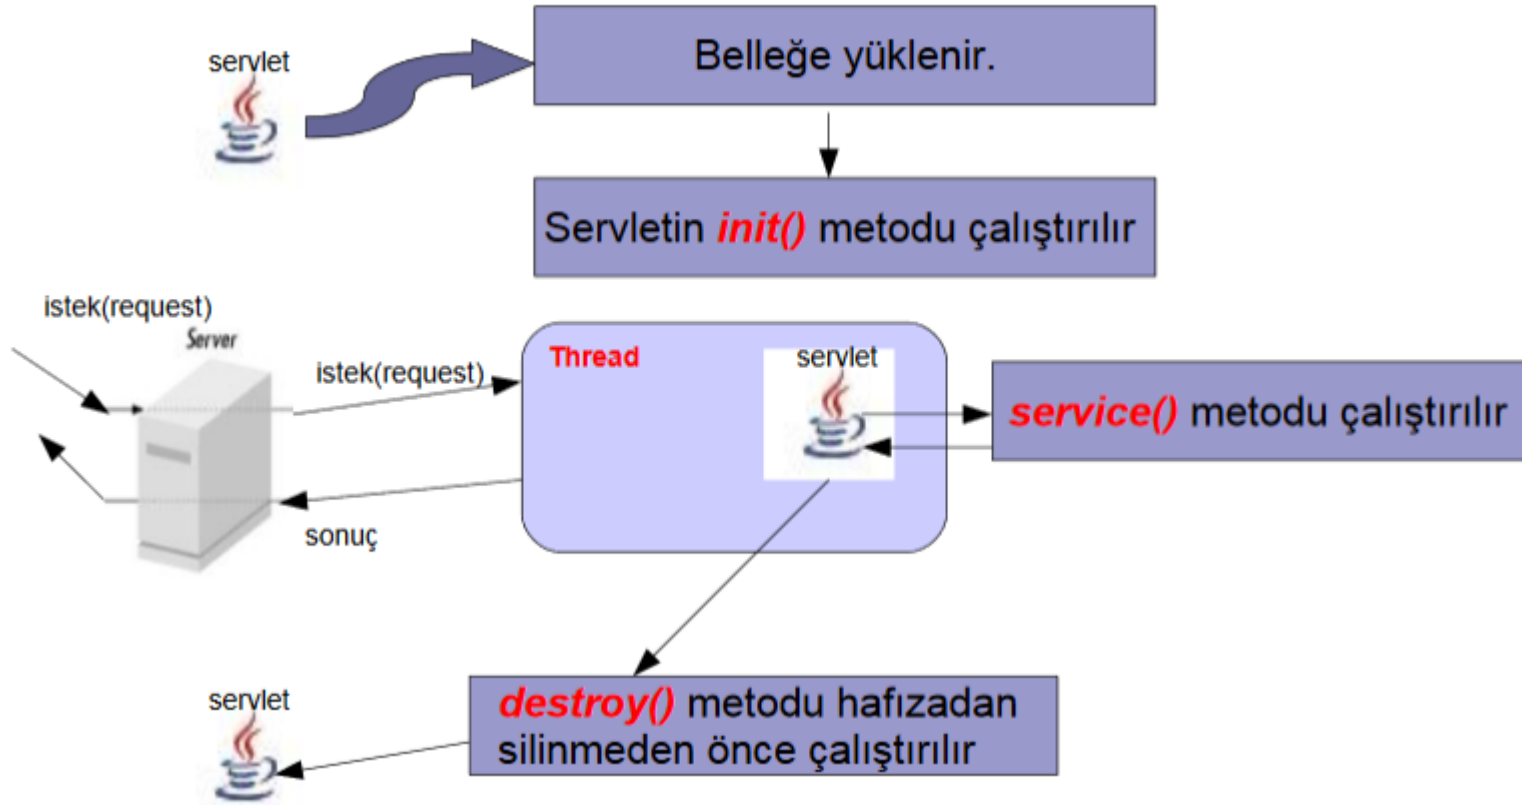 servlet
Belleğe yüklenir.
Servletin init() metodu çalıştırılır
istek(request)
Server
istek(request)
Thread
servlet
service() metodu çalıştırılır
sonuç
servlet
destroy() metodu hafızadan
silinmeden önce çalıştırılır